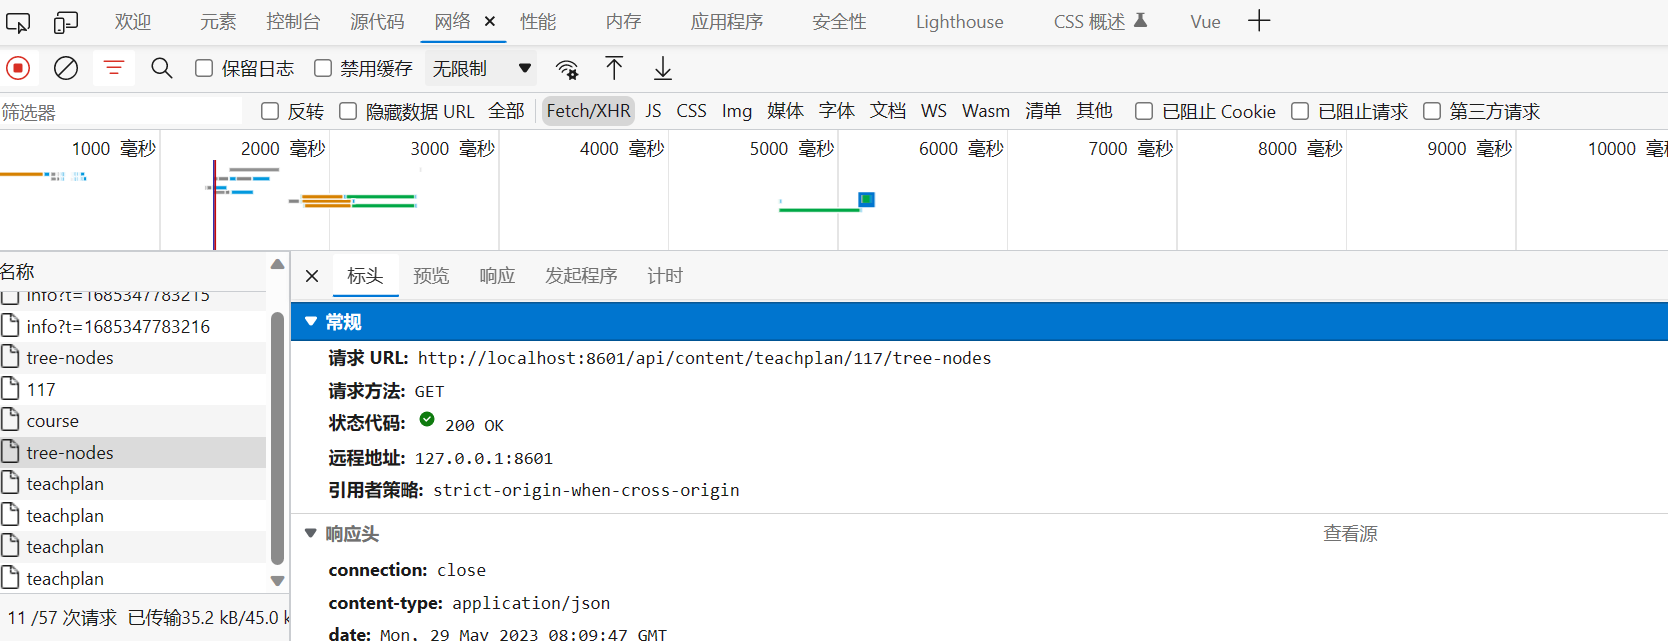 欢迎 元素 控制台 源代码 网络 性能 内存 应用程序 安全性 Lighthouse CSS 概述 Vue
保留日志 禁用缓存 无限制
筛选器 反转 隐藏数据 URL 全部 Fetch/XHR JS CSS Img 媒体 字体 文档 WS Wasm 清单 其他 已阻止 Cookie 已阻止请求 第三方请求
1000 毫秒 2000 毫秒 3000 毫秒 4000 毫秒 5000 毫秒 6000 毫秒 7000 毫秒 8000 毫秒 9000 毫秒 10000 毫
名称
info?t=1685347783215
info?t=1685347783216
tree-nodes
117
course
tree-nodes
teachplan
teachplan
teachplan
teachplan
11 /57 次请求 已传输35.2 kB/45.0 k
标头 预览 响应 发起程序 计时
常规
请求 URL: http://localhost:8601/api/content/teachplan/117/tree-nodes
请求方法: GET
状态代码: 200 OK
远程地址: 127.0.0.1:8601
引用者策略: strict-origin-when-cross-origin
响应头 查看源
connection: close
content-type: application/json
date: Mon, 29 May 2023 08:09:47 GMT